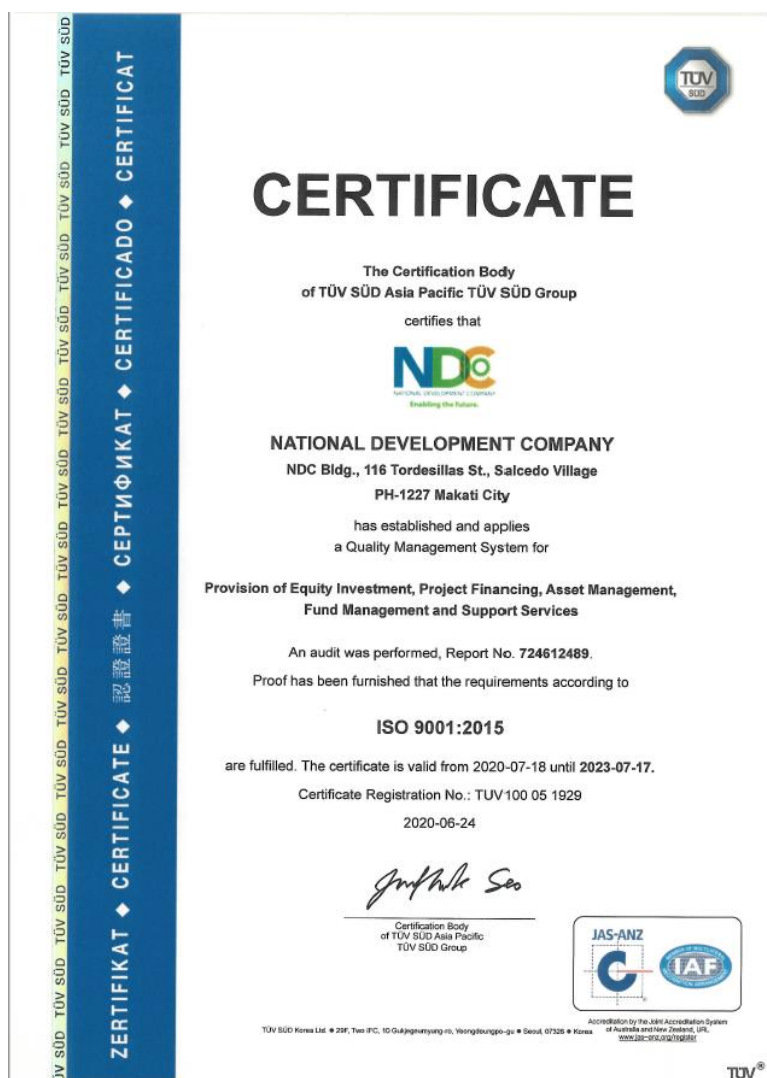 TÜV SÜD TÜV SÜD TÜV SÜD TÜV SÜD TÜV SÜD TÜV SÜD TÜV SÜD TÜV SÜD TÜV SÜD TÜV SÜD TÜV SÜD TÜV SÜD TÜV SÜD TÜV SÜD
ZERTIFIKAT ◆ CERTIFICATE ◆ 認證證書 ◆ СЕРТИФИКАТ ◆ CERTIFICADO ◆ CERTIFICAT
TÜV
SÜD
CERTIFICATE
The Certification Body
of TÜV SÜD Asia Pacific TÜV SÜD Group
certifies that
NDC
NATIONAL DEVELOPMENT COMPANY
Enabling the Future.
NATIONAL DEVELOPMENT COMPANY
NDC Bldg., 116 Tordesillas St., Salcedo Village
PH-1227 Makati City
has established and applies
a Quality Management System for
Provision of Equity Investment, Project Financing, Asset Management,
Fund Management and Support Services
An audit was performed, Report No. 724612489.
Proof has been furnished that the requirements according to
ISO 9001:2015
are fulfilled. The certificate is valid from 2020-07-18 until 2023-07-17.
Certificate Registration No.: TUV100 05 1929
2020-06-24
Certification Body
of TÜV SÜD Asia Pacific
TÜV SÜD Group
JAS-ANZ
IAF
Accreditation by the Joint Accreditation System
of Australia and New Zealand, URL.
www.jas-anz.org/register
TÜV SÜD Korea Ltd. ● 29F, Two IFC, 10 Gukjegeumyung-ro, Yeongdeungpo-gu ● Seoul, 07326 ● Korea
TÜV®